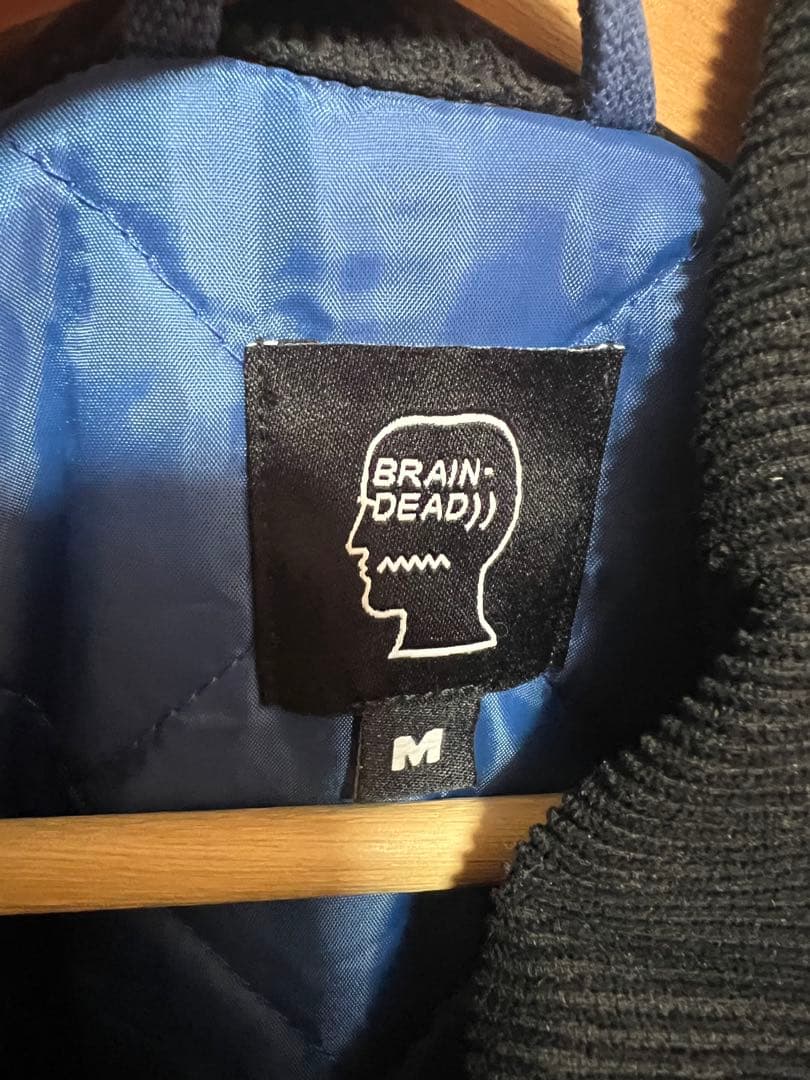 BRAIN-
DEAD))
M